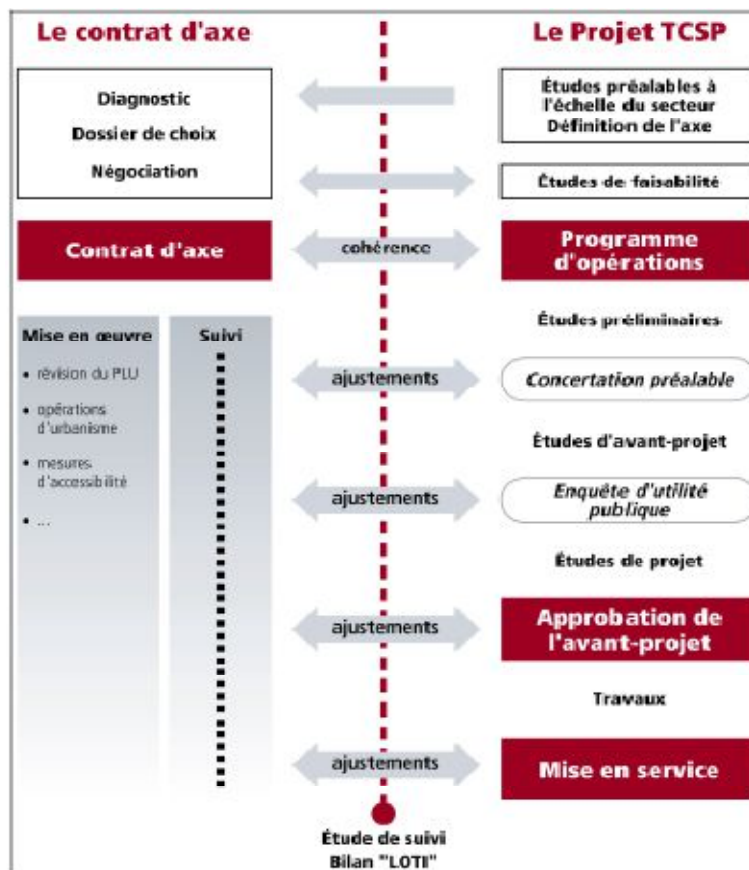 Le contrat d'axe
Diagnostic
Dossier de choix
Négociation
Contrat d'axe
Mise en œuvre
• révision du PLU
• opérations
d'urbanisme
• mesures
d'accessibilité
• ...
Suivi
cohérence
ajustements
ajustements
ajustements
ajustements
Étude de suivi
Bilan "LOTI"
Le Projet TCSP
Études préalables à
l'échelle du secteur
Définition de l'axe
Études de faisabilité
Programme
d'opérations
Études préliminaires
Concertation préalable
Études d'avant-projet
Enquête d'utilité
publique
Études de projet
Approbation de
l'avant-projet
Travaux
Mise en service